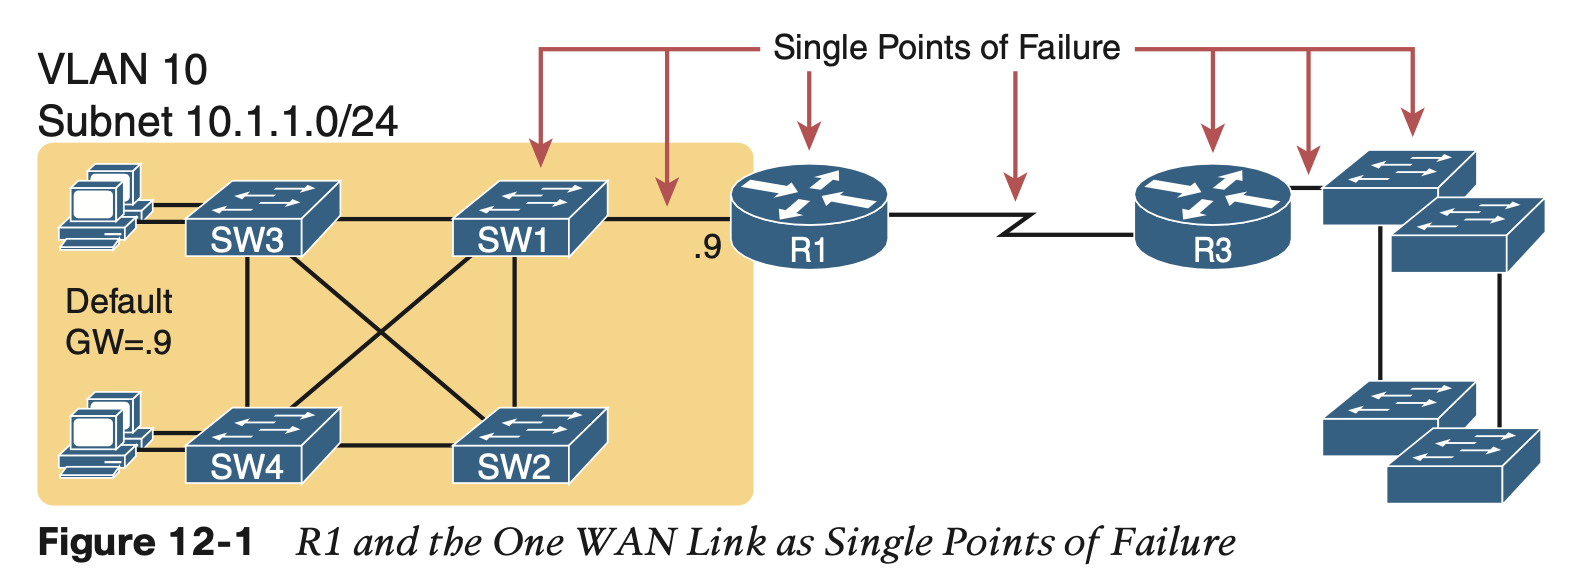 Single Points of Failure
VLAN 10
Subnet 10.1.1.0/24
SW3
SW1
.9
R1
R3
Default
GW=.9
SW4
SW2
Figure 12-1 R1 and the One WAN Link as Single Points of Failure